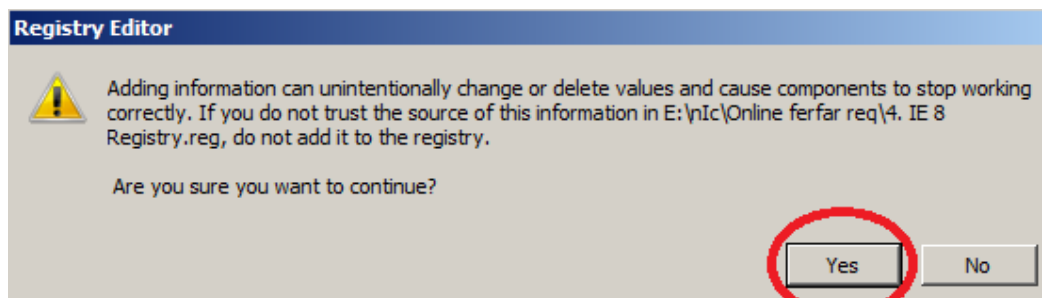 Registry Editor
Adding information can unintentionally change or delete values and cause components to stop working
correctly. If you do not trust the source of this information in E:\nIc\Online ferfar req\4. IE 8
Registry.reg, do not add it to the registry.
Are you sure you want to continue?
Yes No